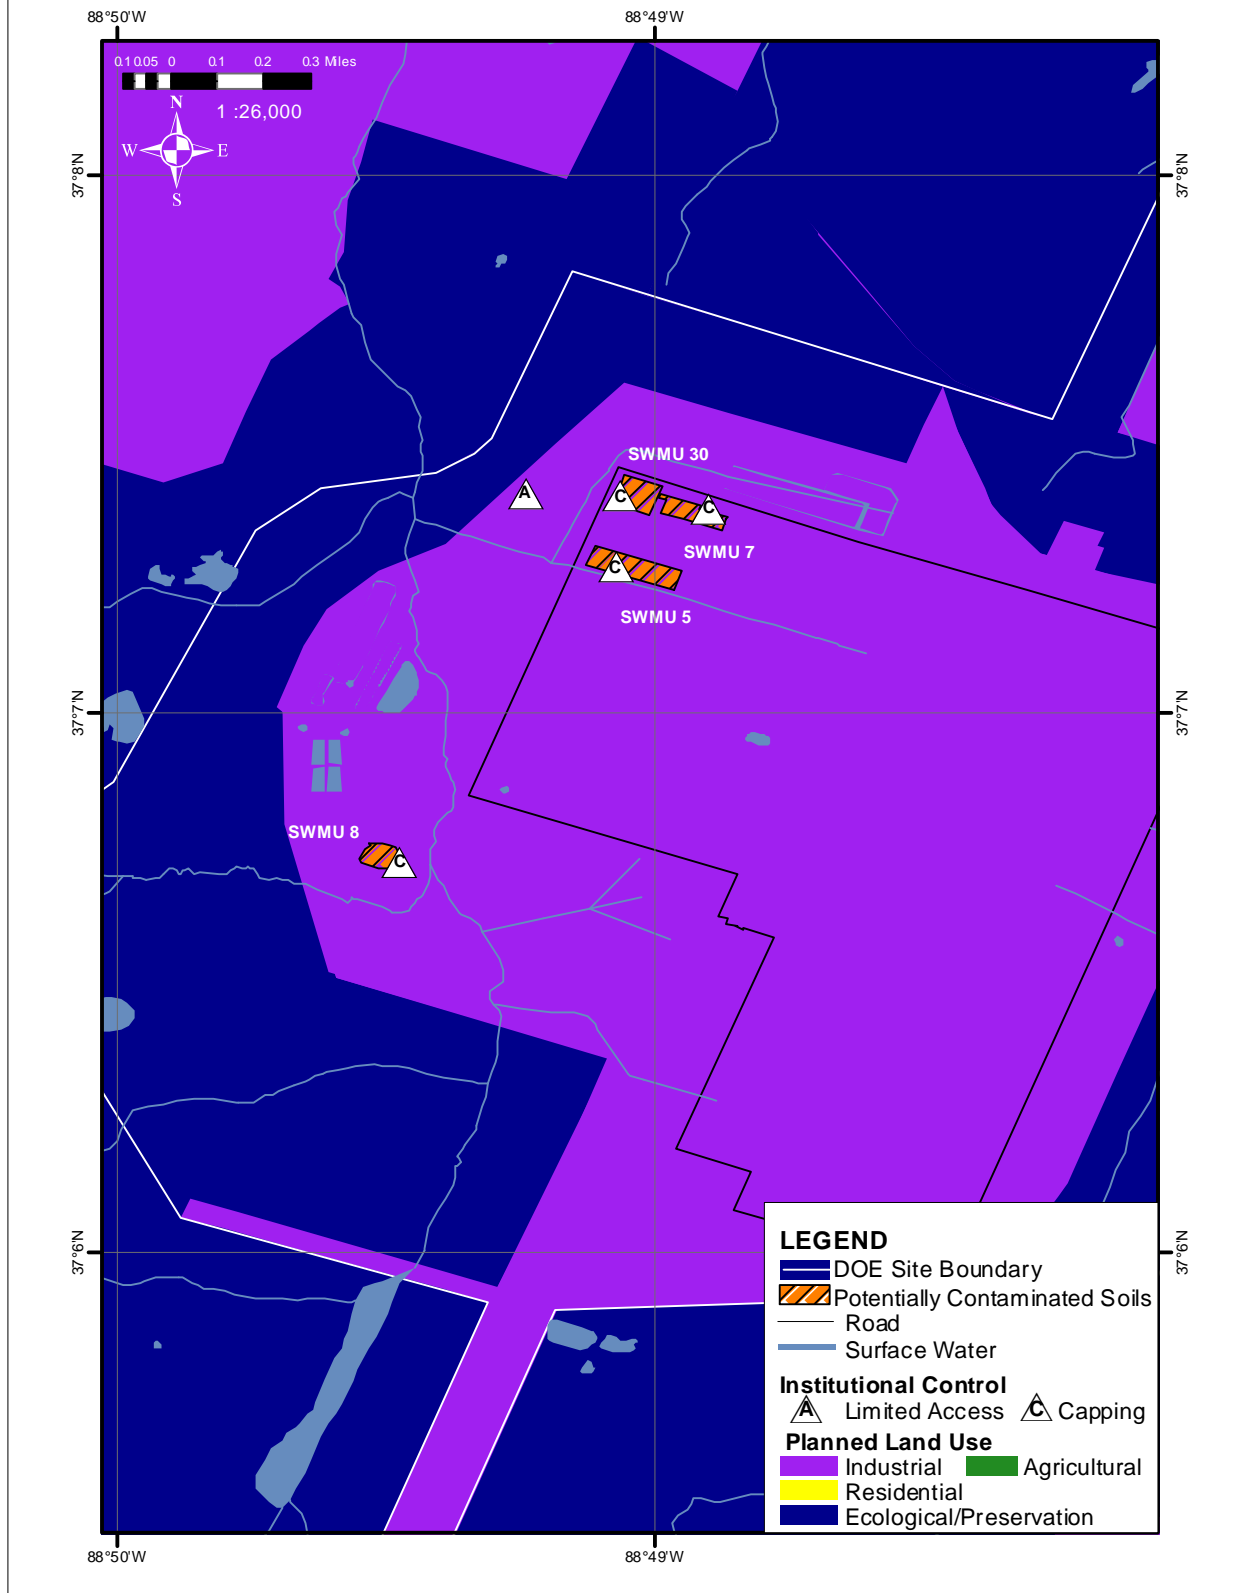 88°50'W 88°49'W
0.1 0.05 0 0.1 0.2 0.3 Miles
N
1 :26,000
W E
S
37°8'N 37°8'N
SWMU 30
A C C
SWMU 7
C
SWMU 5
37°7'N 37°7'N
SWMU 8
C
37°6'N 37°6'N
LEGEND
DOE Site Boundary
Potentially Contaminated Soils
Road
Surface Water
Institutional Control
A Limited Access C Capping
Planned Land Use
Industrial Agricultural
Residential
Ecological/Preservation
88°50'W 88°49'W